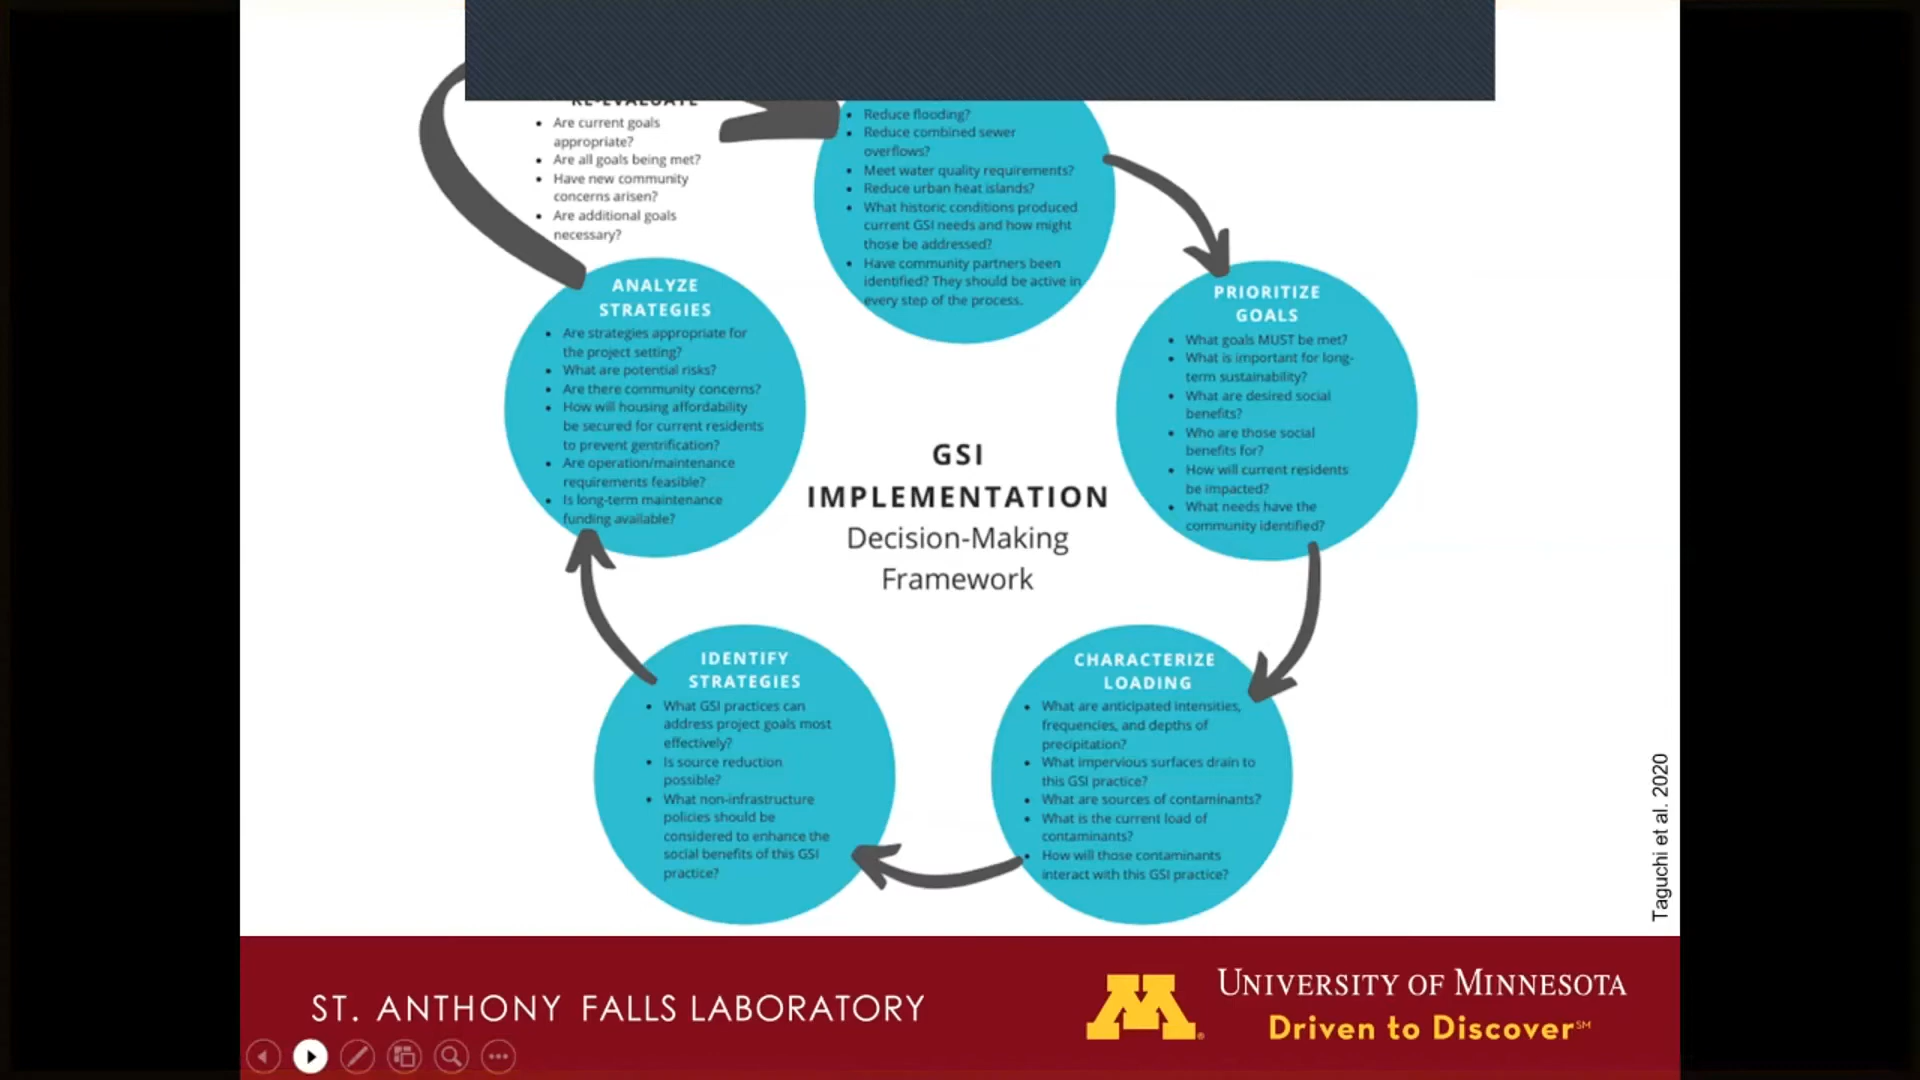 RE-EVALUATE
• Are current goals
appropriate?
• Are all goals being met?
• Have new community
concerns arisen?
• Are additional goals
necessary?
• Reduce flooding?
• Reduce combined sewer
overflows?
• Meet water quality requirements?
• Reduce urban heat islands?
• What historic conditions produced
current GSI needs and how might
those be addressed?
• Have community partners been
identified? They should be active in
every step of the process.
PRIORITIZE
GOALS
• What goals MUST be met?
• What is important for long-
term sustainability?
• What are desired social
benefits?
• Who are those social
benefits for?
• How will current residents
be impacted?
• What needs have the
community identified?
CHARACTERIZE
LOADING
• What are anticipated intensities,
frequencies, and depths of
precipitation?
• What impervious surfaces drain to
this GSI practice?
• What are sources of contaminants?
• What is the current load of
contaminants?
• How will those contaminants
interact with this GSI practice?
IDENTIFY
STRATEGIES
• What GSI practices can
address project goals most
effectively?
• Is source reduction
possible?
• What non-infrastructure
policies should be
considered to enhance the
social benefits of this GSI
practice?
ANALYZE
STRATEGIES
• Are strategies appropriate for
the project setting?
• What are potential risks?
• Are there community concerns?
• How will housing affordability
be secured for current residents
to prevent gentrification?
• Are operation/maintenance
requirements feasible?
• Is long-term maintenance
funding available?
GSI
IMPLEMENTATION
Decision-Making
Framework
Taguchi et al. 2020
ST. ANTHONY FALLS LABORATORY
M
UNIVERSITY OF MINNESOTA
Driven to Discover℠